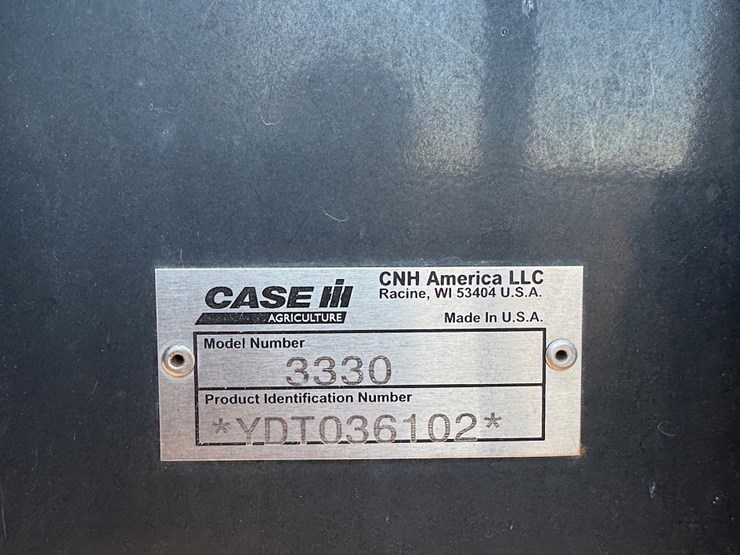 CASE IH
AGRICULTURE
CNH America LLC
Racine, WI 53404 U.S.A.
Made in U.S.A.
Model Number
3330
Product Identification Number
*YDT036102*